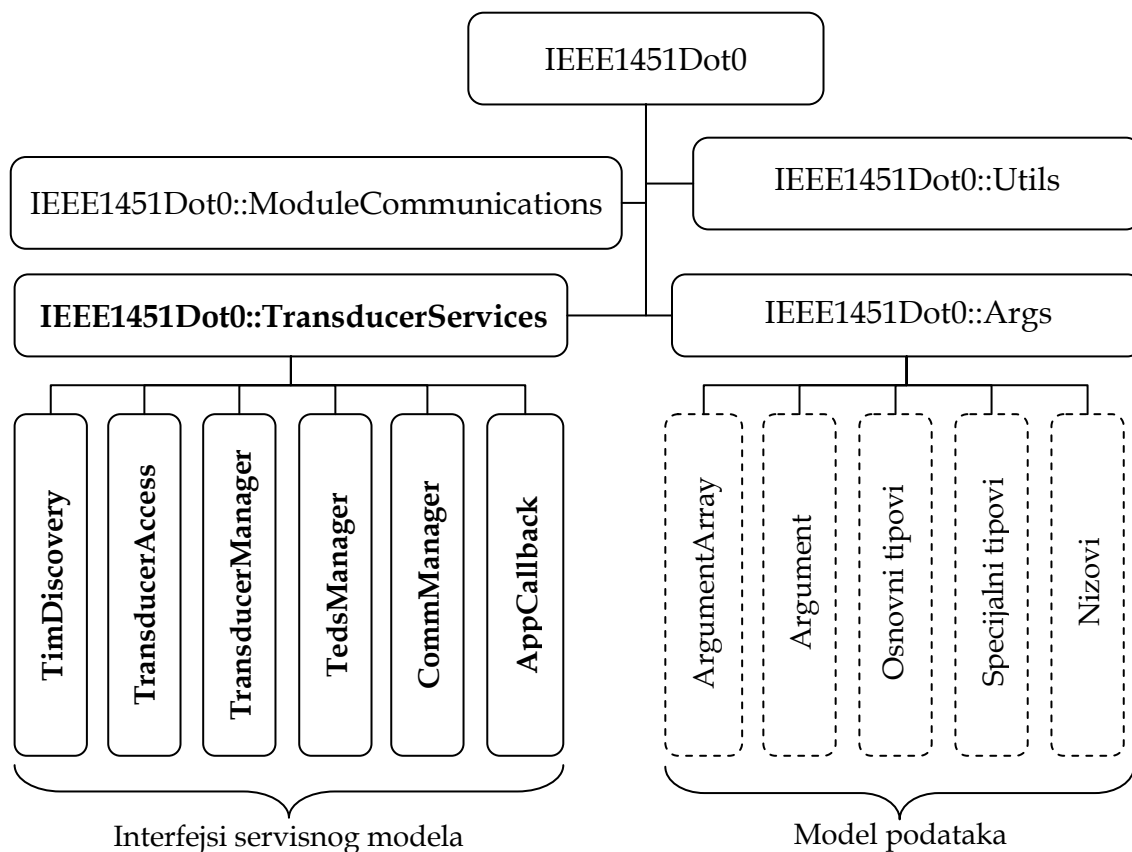 IEEE1451Dot0
IEEE1451Dot0::Utils
IEEE1451Dot0::ModuleCommunications
IEEE1451Dot0::TransducerServices
IEEE1451Dot0::Args
TimDiscovery
TransducerAccess
TransducerManager
TedsManager
CommManager
AppCallback
ArgumentArray
Argument
Osnovni tipovi
Specijalni tipovi
Nizovi
Interfejsi servisnog modela
Model podataka